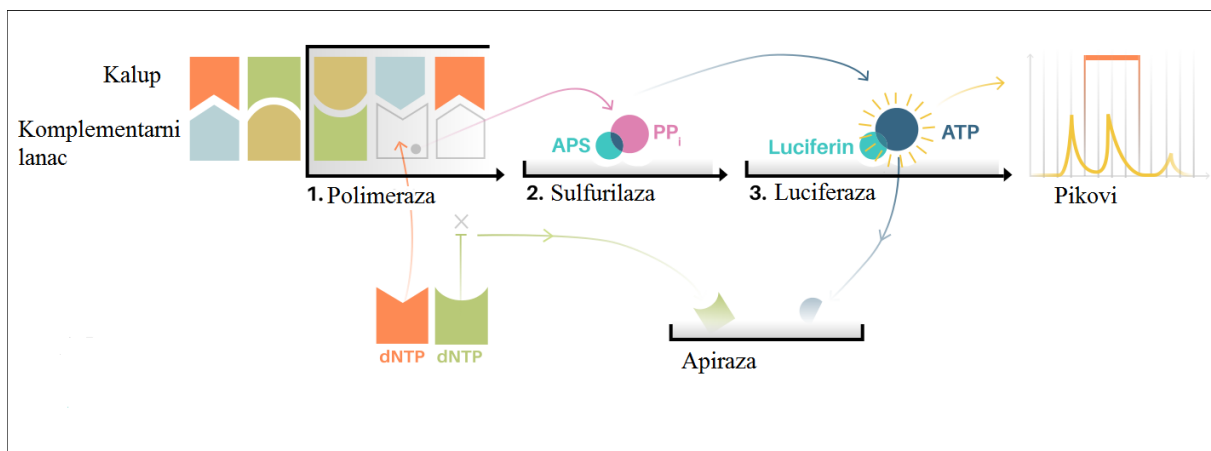 Kalup
Komplementarni
lanac
1. Polimeraza
APS
PPi
2. Sulfurilaza
Luciferin
ATP
3. Luciferaza
Pikovi
dNTP
dNTP
Apiraza